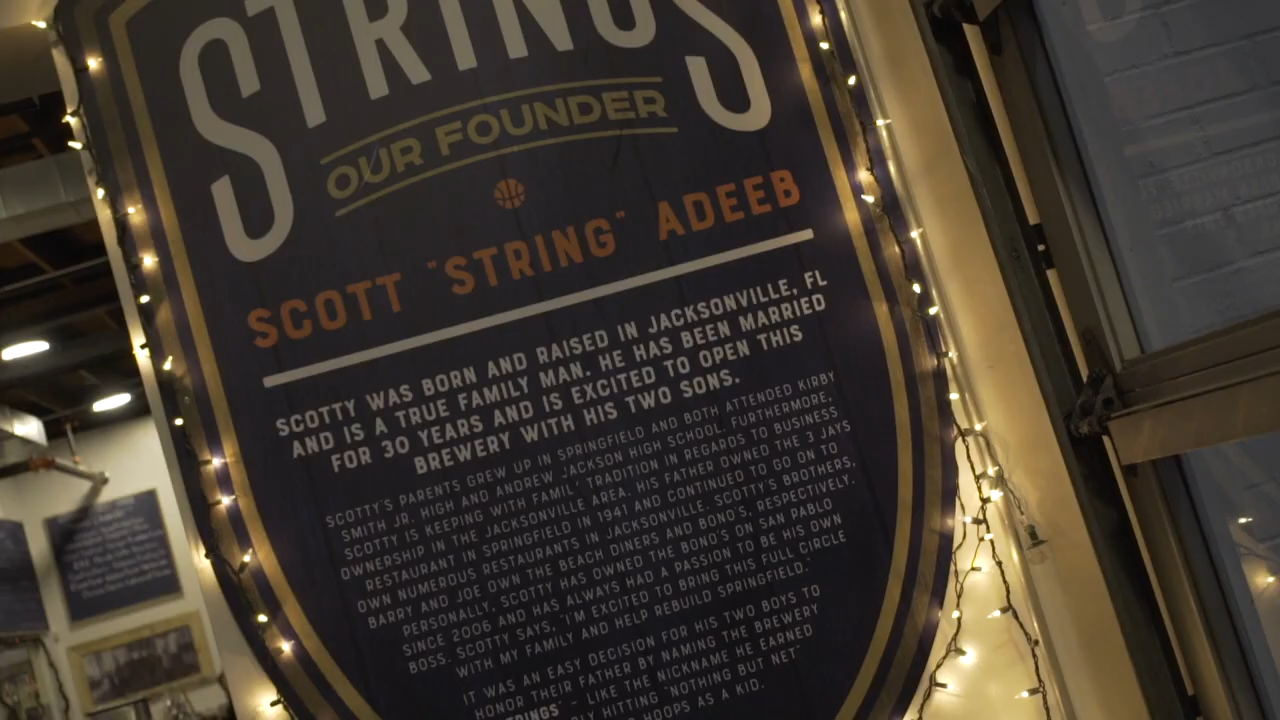 STRINGS
OUR FOUNDER
SCOTT "STRING" ADEEB
SCOTTY WAS BORN AND RAISED IN JACKSONVILLE, FL
AND IS A TRUE FAMILY MAN. HE HAS BEEN MARRIED
FOR 30 YEARS AND IS EXCITED TO OPEN THIS
BREWERY WITH HIS TWO SONS.
SCOTTY'S PARENTS GREW UP IN SPRINGFIELD AND BOTH ATTENDED KIRBY
SMITH JR. HIGH AND ANDREW JACKSON HIGH SCHOOL. FURTHERMORE,
SCOTTY IS KEEPING WITH FAMILY TRADITION IN REGARDS TO BUSINESS
OWNERSHIP IN THE JACKSONVILLE AREA. HIS FATHER OWNED THE 3 JAYS
RESTAURANT IN SPRINGFIELD IN 1941 AND CONTINUED TO GO ON TO
OWN NUMEROUS RESTAURANTS IN JACKSONVILLE. SCOTTY'S BROTHERS,
BARRY AND JOE OWN THE BEACH DINERS AND BONO'S, RESPECTIVELY.
PERSONALLY, SCOTTY HAS OWNED THE BONO'S ON SAN PABLO
SINCE 2006 AND HAS ALWAYS HAD A PASSION TO BE HIS OWN
BOSS. SCOTTY SAYS, "I'M EXCITED TO BRING THIS FULL CIRCLE
WITH MY FAMILY AND HELP REBUILD SPRINGFIELD."
IT WAS AN EASY DECISION FOR HIS TWO BOYS TO
HONOR THEIR FATHER BY NAMING THE BREWERY
STRINGS" - LIKE THE NICKNAME HE EARNED
HITTING "NOTHING BUT NET"
HOOPS AS A KID.